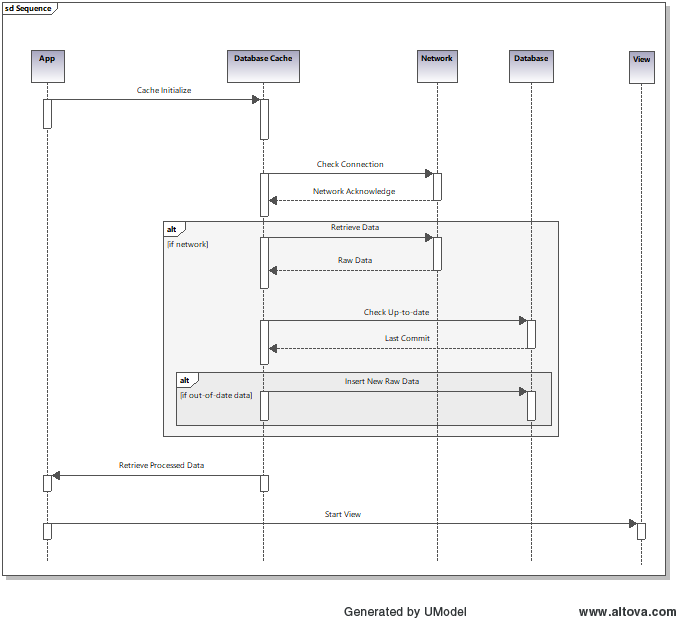 sd Sequence
App
Database Cache
Network
Database
View
Cache Initialize
Check Connection
Network Acknowledge
alt
Retrieve Data
[if network]
Raw Data
Check Up-to-date
Last Commit
alt
Insert New Raw Data
[if out-of-date data]
Retrieve Processed Data
Start View
Generated by UModel
www.altova.com